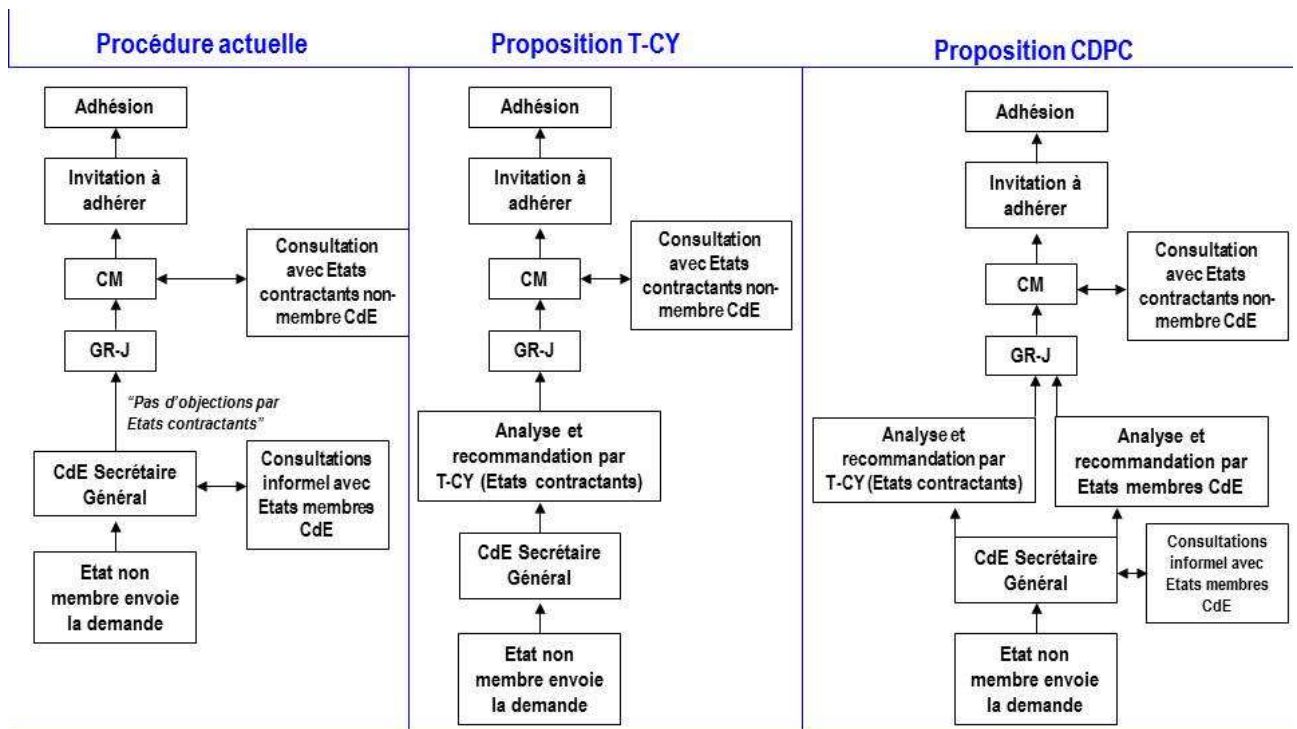 Procédure actuelle
Adhésion
Invitation à
adhérer
CM
Consultation
avec Etats
contractants non-
membre CdE
GR-J
“Pas d’objections par
Etats contractants”
CdE Secrétaire
Général
Consultations
informel avec
Etats membres
CdE
Etat non
membre envoie
la demande
Proposition T-CY
Adhésion
Invitation à
adhérer
CM
Consultation
avec Etats
contractants non-
membre CdE
GR-J
Analyse et
recommandation par
T-CY (Etats contractants)
CdE Secrétaire
Général
Etat non
membre envoie
la demande
Proposition CDPC
Adhésion
Invitation à
adhérer
CM
Consultation
avec Etats
contractants non-
membre CdE
GR-J
Analyse et
recommandation par
T-CY (Etats contractants)
Analyse et
recommandation par
Etats membres CdE
CdE Secrétaire
Général
Consultations
informel avec
Etats membres
CdE
Etat non
membre envoie
la demande